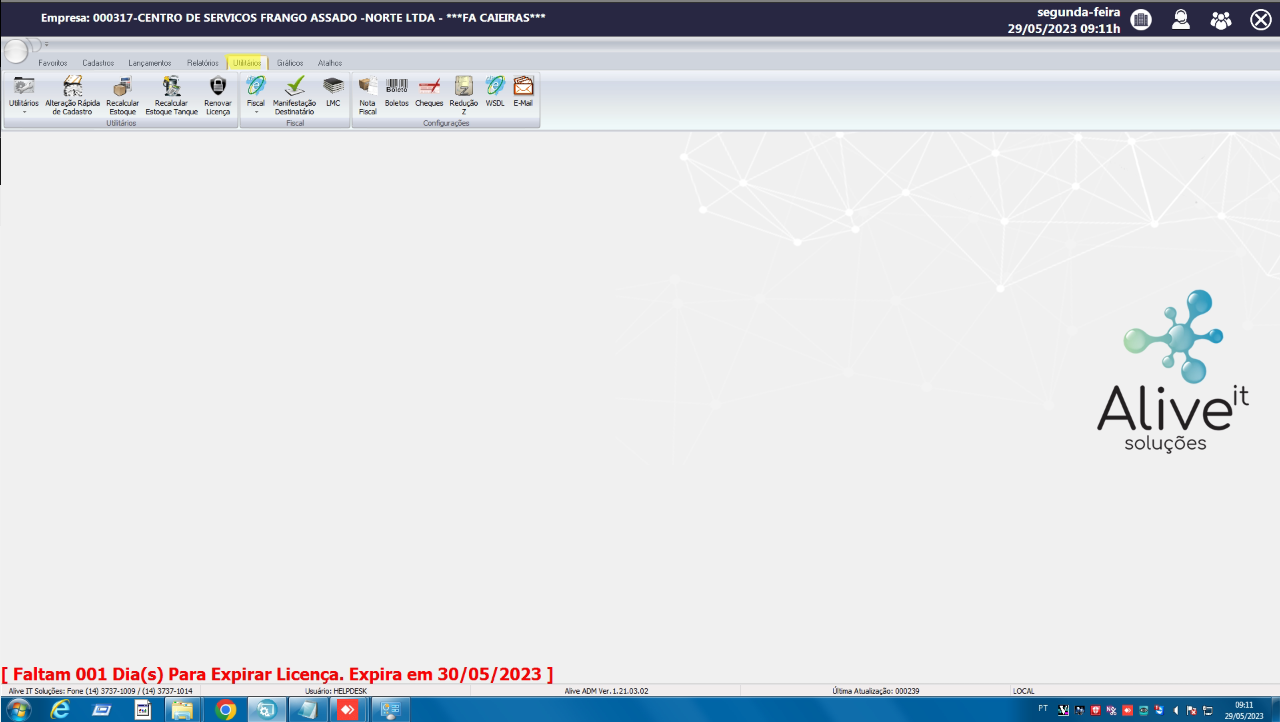 Empresa: 000317-CENTRO DE SERVICOS FRANGO ASSADO -NORTE LTDA - ***FA CAIEIRAS***
segunda-feira
29/05/2023 09:11h
Favoritos Cadastros Lançamentos Relatórios Utilitários Gráficos Atalhos
Utilitários Alteração Rápida de Cadastro Recalcular Estoque Recalcular Estoque Tanque Renovar Licença Fiscal Manifestação Destinatário LMC Nota Fiscal Boletos Cheques Redução Z WSDL E-Mail
Utilitários Fiscal Configurações
Alive it
soluções
[ Faltam 001 Dia(s) Para Expirar Licença. Expira em 30/05/2023 ]
Alive IT Soluções: Fone (14) 3737-1009 / (14) 3737-1014 Usuário: HELPDESK Alive ADM Ver.1.21.03.02 Última Atualização: 000239 LOCAL
PT 09:11
29/05/2023